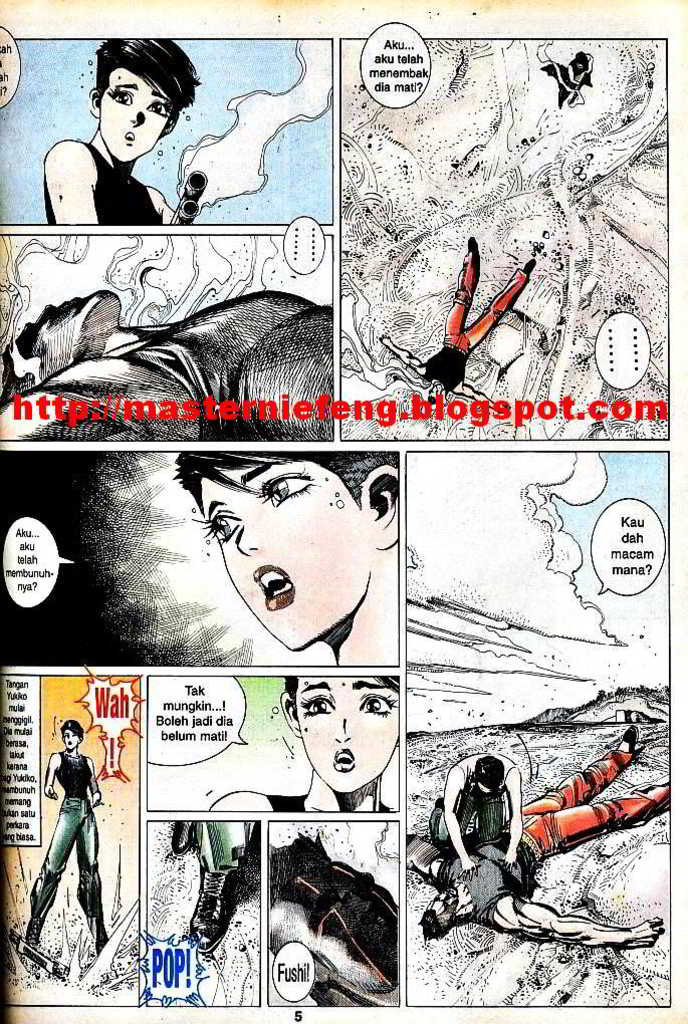 Aku...
aku telah
menembak
dia mati?
http://masterniefeng.blogspot.com
Aku...
aku
telah
membunuh-
nya?
Kau
dah
macam
mana?
Tangan
Yukiko
mulai
menggigil.
Dia mulai
berasa,
takut
kerana
bagi Yukiko,
membunuh
memang
bukan satu
perkara
yang biasa.
Wah
!
Tak
mungkin...!
Boleh jadi dia
belum mati!
POP!
Fushi!
5